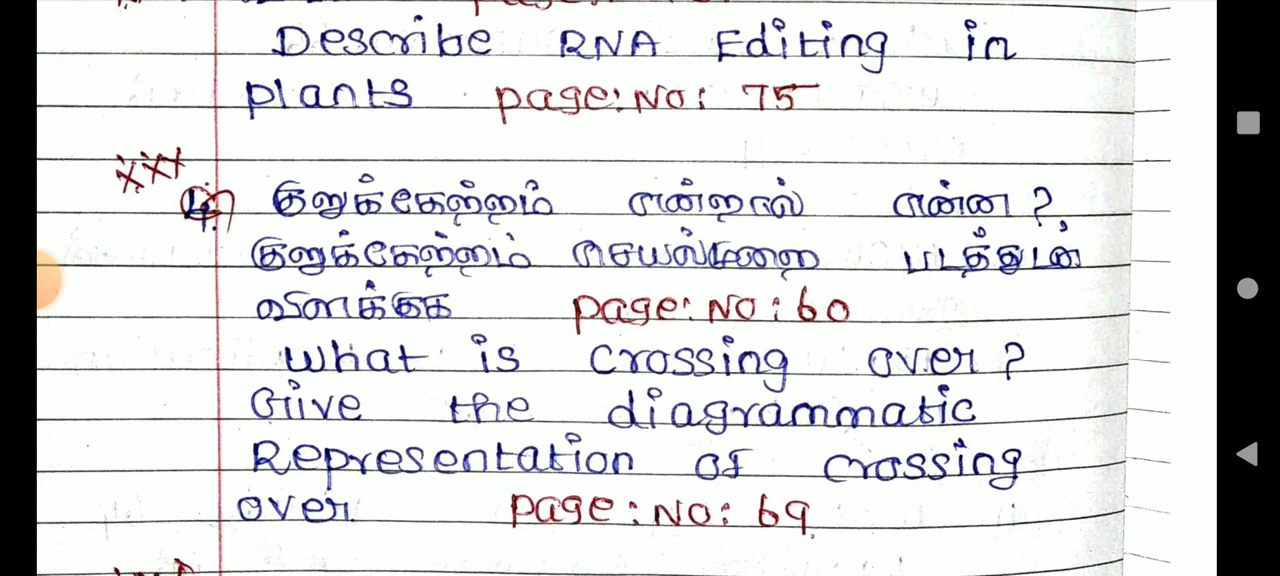 Describe RNA Editing in
plants page: No: 75
4. குறுக்கேற்றம் என்றால் என்ன?,
குறுக்கேற்றம் செயல்முறை படத்துடன்
விளக்குக page: No: 60
What is crossing over?
Give the diagrammatic
Representation of crossing
over. page: No: 69.